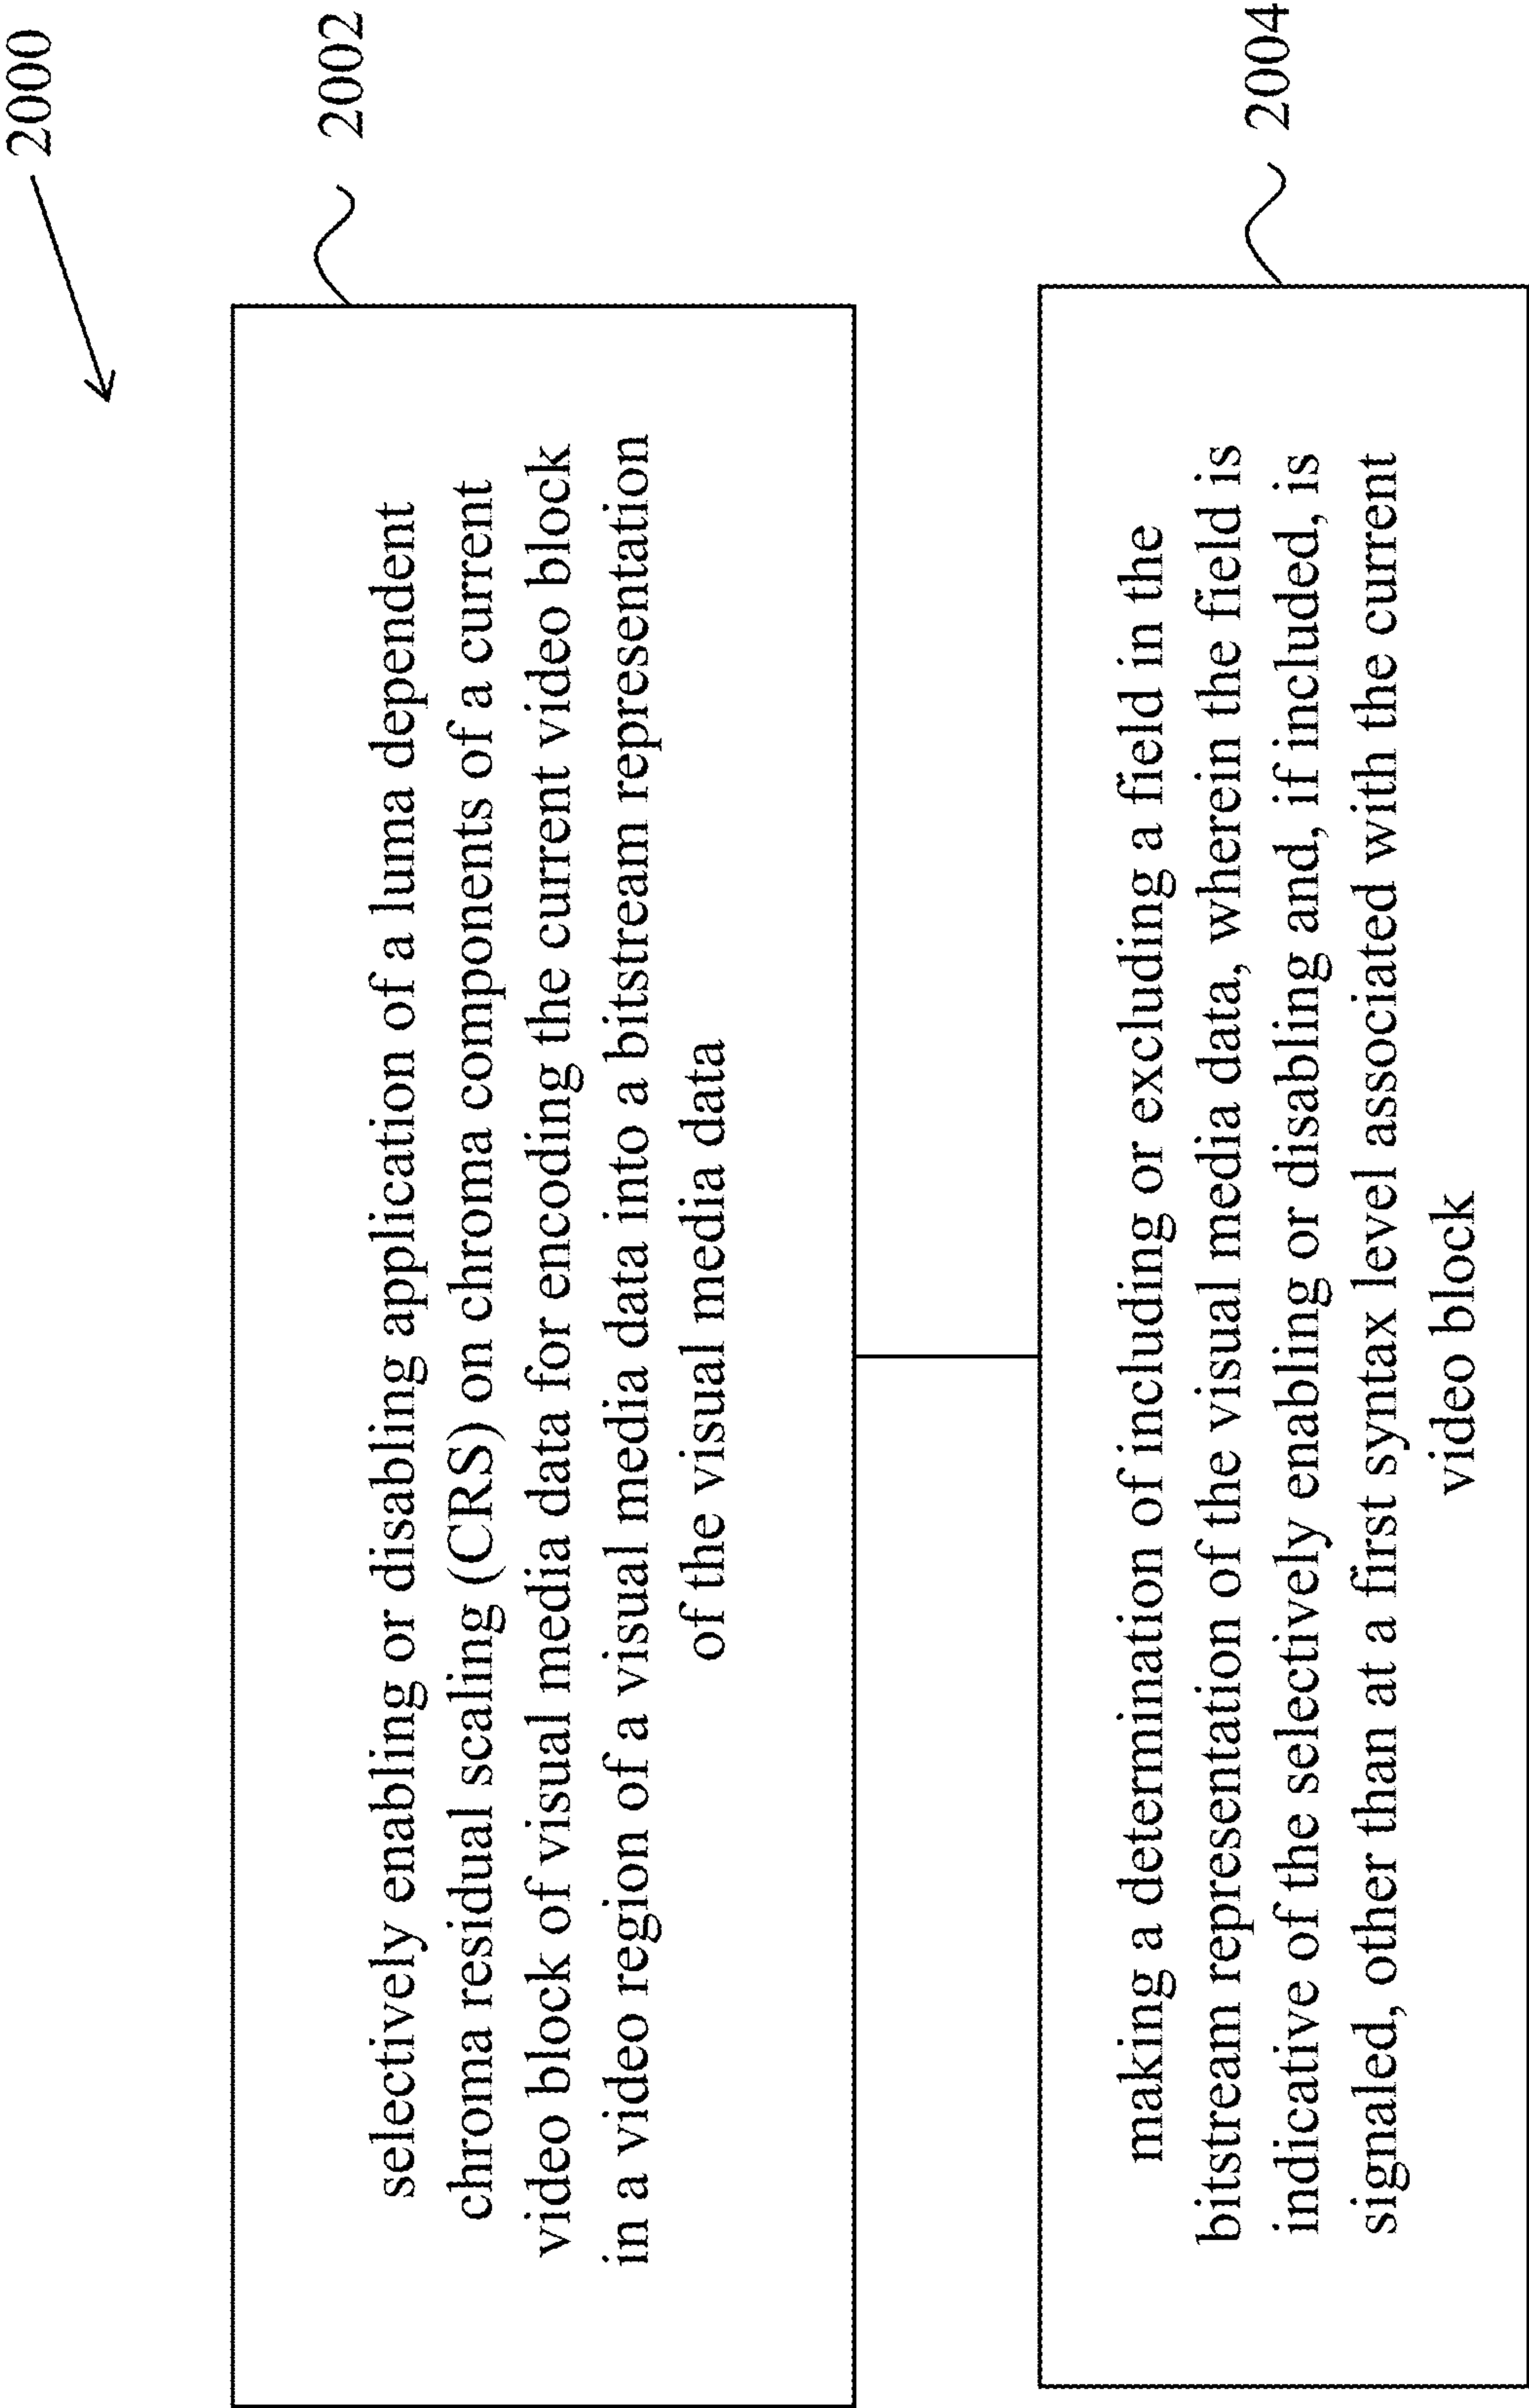 2000
2002
selectively enabling or disabling application of a luma dependent
chroma residual scaling (CRS) on chroma components of a current
video block of visual media data for encoding the current video block
in a video region of a visual media data into a bitstream representation
of the visual media data
2004
making a determination of including or excluding a field in the
bitstream representation of the visual media data, wherein the field is
indicative of the selectively enabling or disabling and, if included, is
signaled, other than at a first syntax level associated with the current
video block